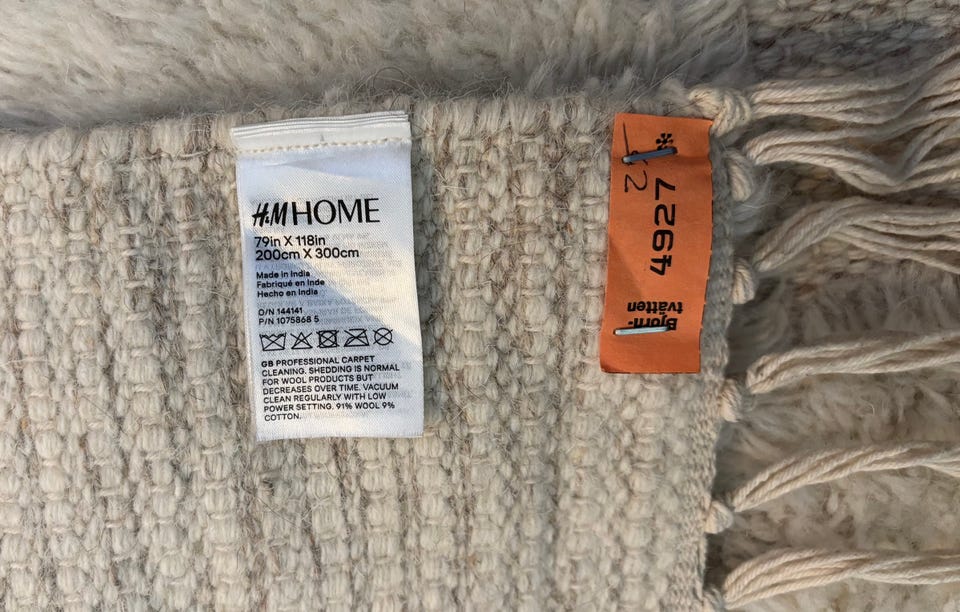 H&M HOME
79in X 118in
200cm X 300cm
Made in India
Fabriqué en Inde
Hecho en India
O/N 144141
P/N 1075868 5
GB PROFESSIONAL CARPET
CLEANING. SHEDDING IS NORMAL
FOR WOOL PRODUCTS BUT
DECREASES OVER TIME. VACUUM
CLEAN REGULARLY WITH LOW
POWER SETTING. 91% WOOL 9%
COTTON.
* 4927
Björn-
tvätten